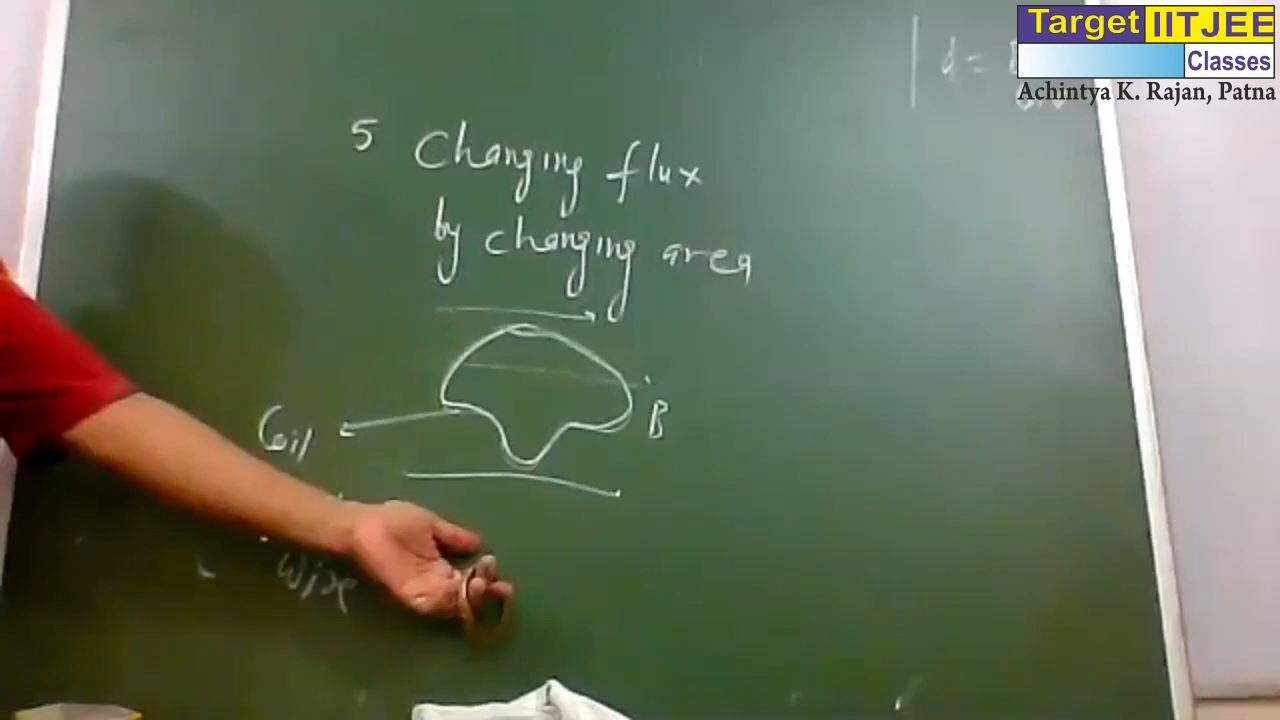 Target IITJEE
Classes
Achintya K. Rajan, Patna
d =
5 Changing flux
by changing area
B
Coil
Wire